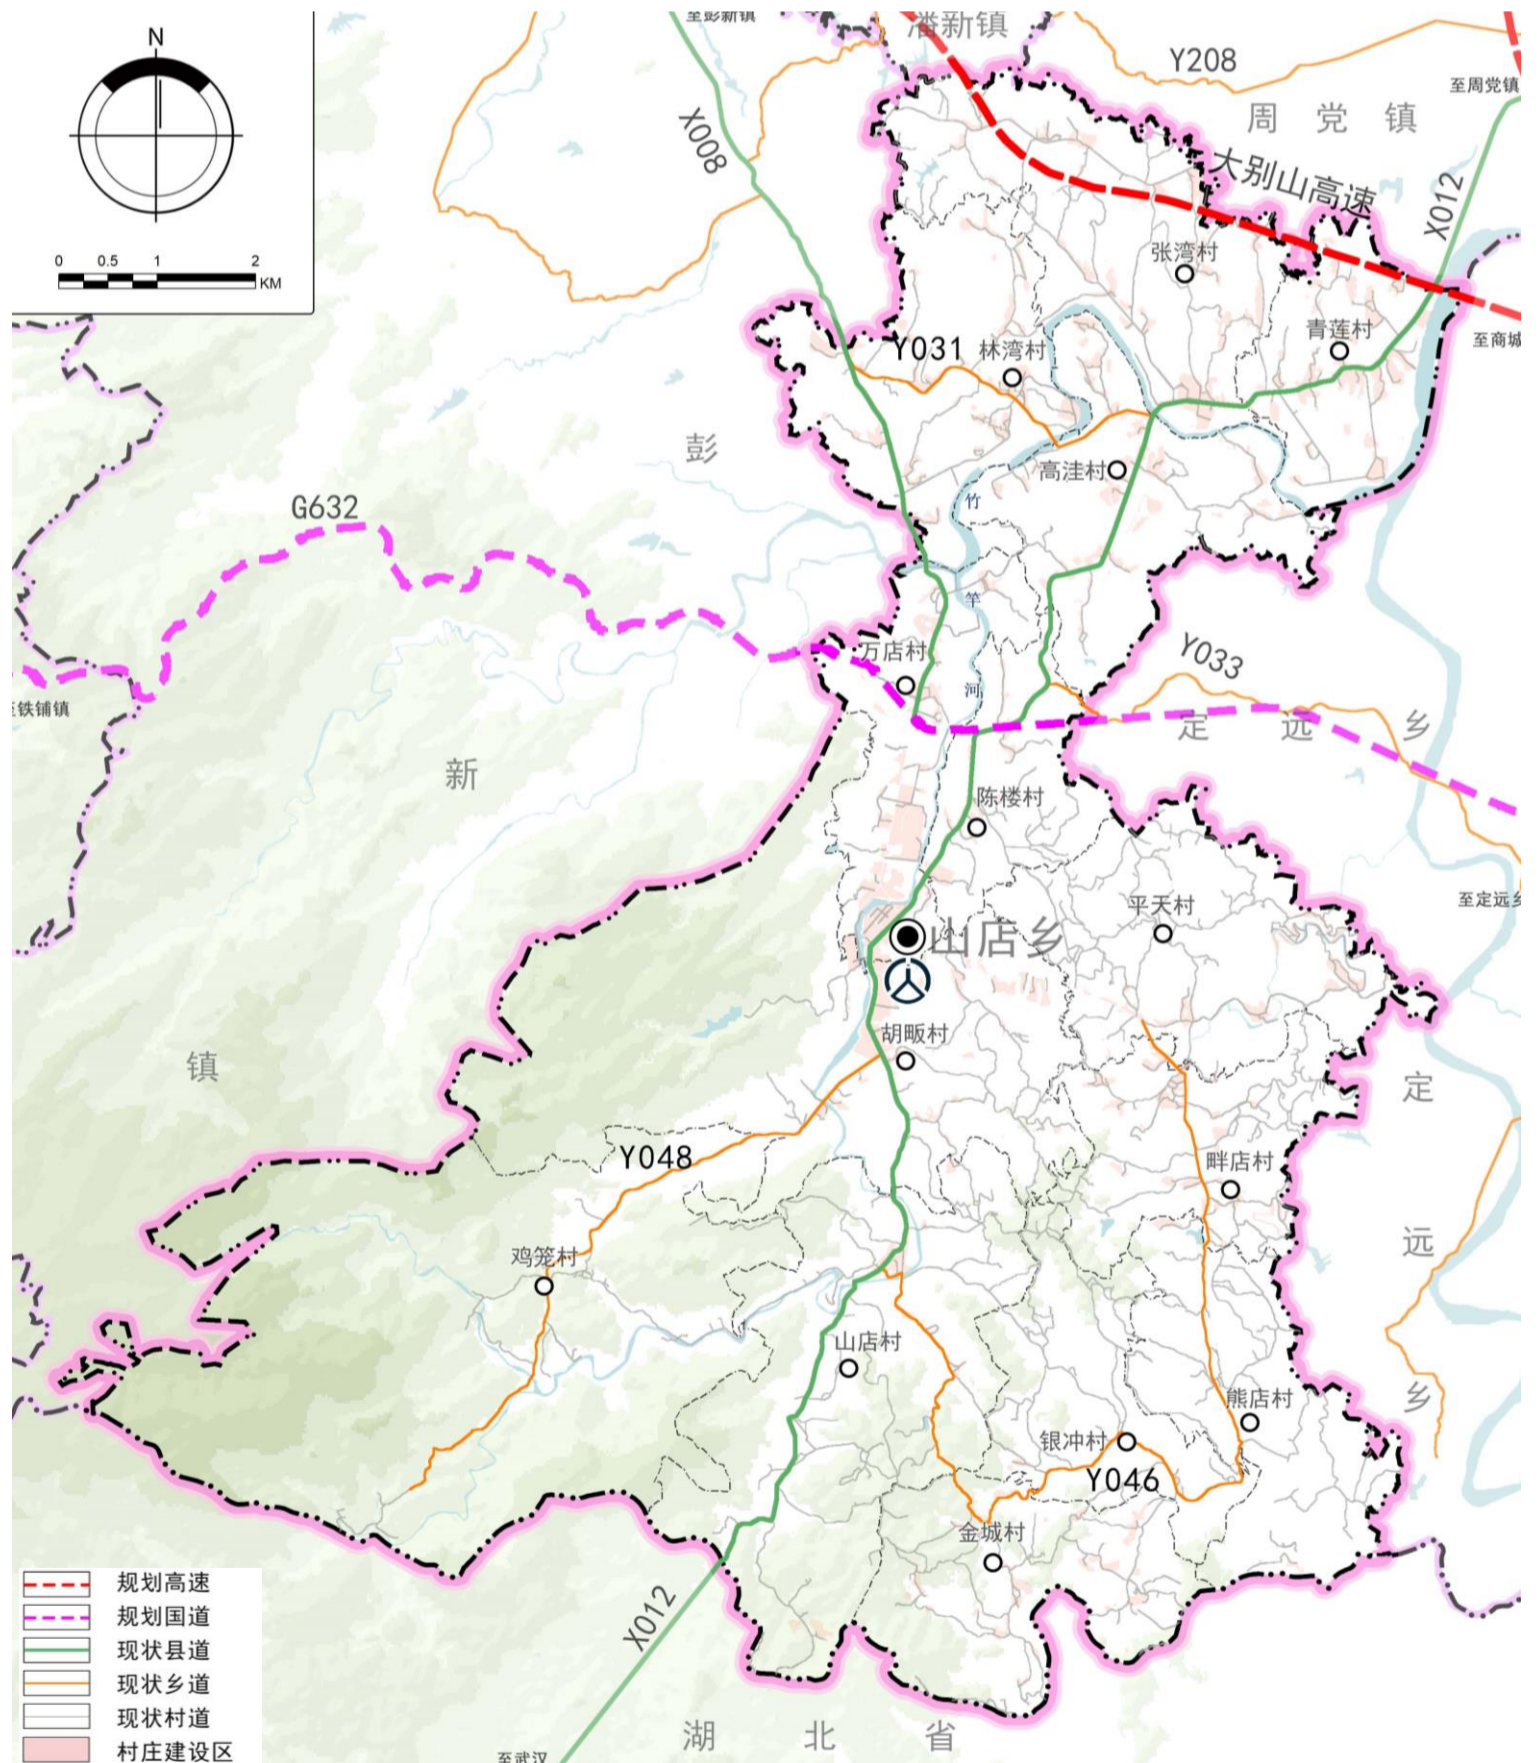 N
0 0.5 1 2
KM
至彭新镇
潘新镇
Y208
至周党镇
周党镇
X008
大别山高速
X012
张湾村
青莲村
至商城
Y031
林湾村
彭
高洼村
竹
G632
竿
万店村
Y033
河
至铁铺镇
定远乡
新
陈楼村
至定远乡
平天村
山店乡
胡畈村
镇
定
Y048
畔店村
远
鸡笼村
山店村
熊店村
乡
银冲村
Y046
金城村
X012
湖北省
至武汉
规划高速
规划国道
现状县道
现状乡道
现状村道
村庄建设区